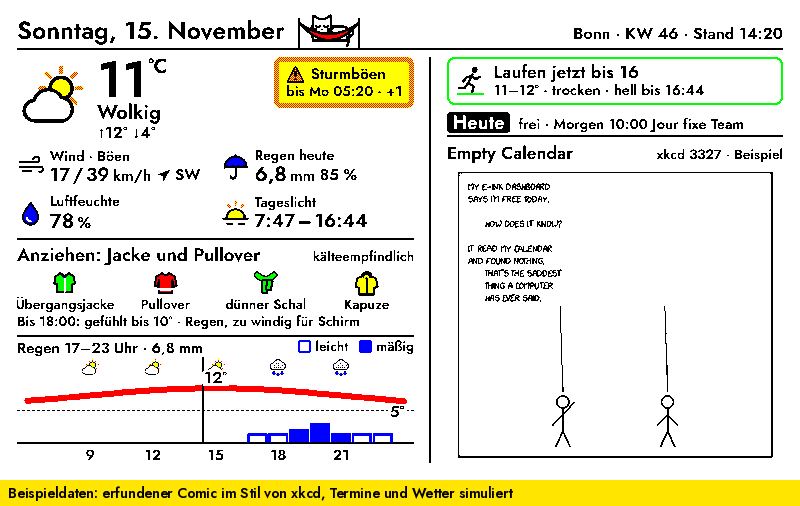 Sonntag, 15. November
Bonn · KW 46 · Stand 14:20
11°C
Wolkig
↑12° ↓4°
Sturmböen
bis Mo 05:20 · +1
Wind · Böen
17/39 km/h SW
Regen heute
6,8 mm 85 %
Luftfeuchte
78 %
Tageslicht
7:47–16:44
Anziehen: Jacke und Pullover
kälteempfindlich
Übergangsjacke
Pullover
dünner Schal
Kapuze
Bis 18:00: gefühlt bis 10° · Regen, zu windig für Schirm
Regen 17–23 Uhr · 6,8 mm
leicht
mäßig
12°
5°
9
12
15
18
21
Laufen jetzt bis 16
11–12° · trocken · hell bis 16:44
Heute frei · Morgen 10:00 Jour fixe Team
Empty Calendar
xkcd 3327 · Beispiel
MY E-INK DASHBOARD
SAYS I'M FREE TODAY.
HOW DOES IT KNOW?
IT READ MY CALENDAR
AND FOUND NOTHING.
THAT'S THE SADDEST
THING A COMPUTER
HAS EVER SAID.
Beispieldaten: erfundener Comic im Stil von xkcd, Termine und Wetter simuliert